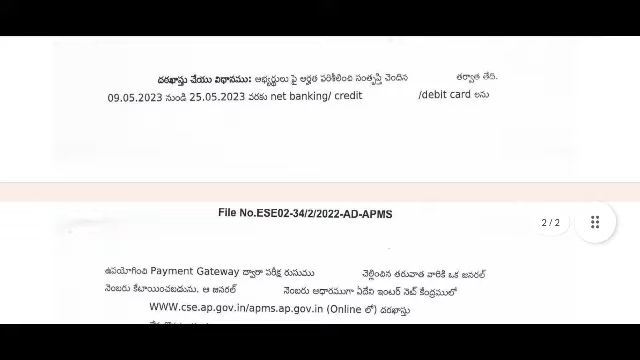 దరఖాస్తు చేయు విధానము: అభ్యర్థులు పై అర్హత పరిశీలించి సంతృప్తి చెందిన తర్వాత తేది.
09.05.2023 నుండి 25.05.2023 వరకు net banking/ credit /debit card లను
File No.ESE02-34/2/2022-AD-APMS
2 / 2
ఉపయోగించి Payment Gateway ద్వారా పరీక్ష రుసుము చెల్లించిన తరువాత వారికి ఒక జనరల్
నెంబరు కేటాయించబడును. ఆ జనరల్ నెంబరు ఆధారముగా ఏదేని ఇంటర్ నెట్ కేంద్రములో
WWW.cse.ap.gov.in/apms.ap.gov.in (Online లో) దరఖాస్తు